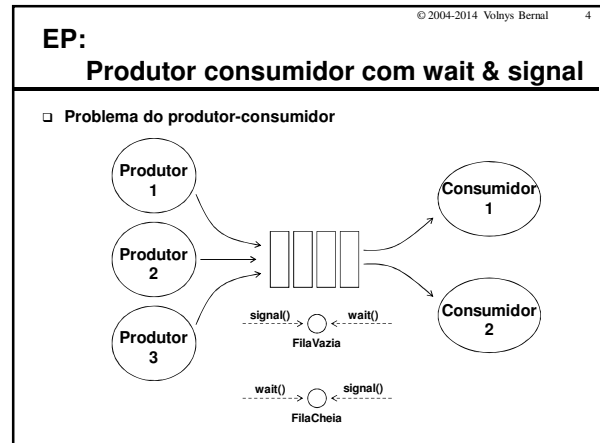 © 2004-2014 Volnys Bernal 4
EP:
Produtor consumidor com wait & signal
Problema do produtor-consumidor
Produtor
1
Produtor
2
Produtor
3
Consumidor
1
Consumidor
2
signal() wait()
FilaVazia
wait() signal()
FilaCheia